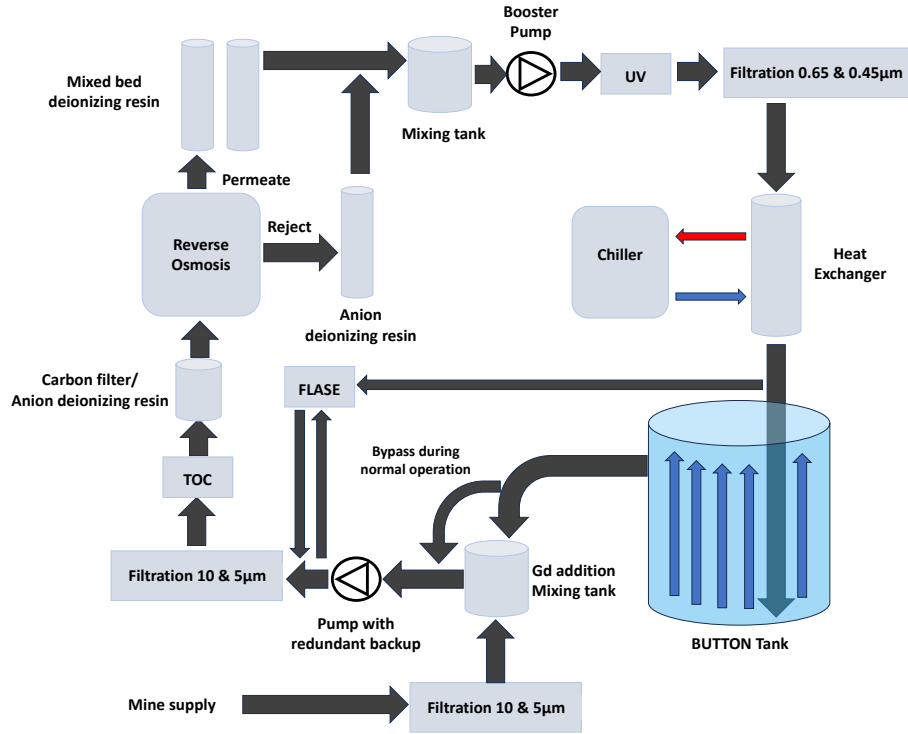 Booster
Pump
Mixed bed
deionizing resin
Mixing tank
UV
Filtration 0.65 & 0.45µm
Permeate
Reverse
Osmosis
Reject
Chiller
Heat
Exchanger
Anion
deionizing resin
Carbon filter/
Anion deionizing resin
FLASE
Bypass during
normal operation
TOC
Filtration 10 & 5µm
Gd addition
Mixing tank
Pump with
redundant backup
BUTTON Tank
Mine supply
Filtration 10 & 5µm